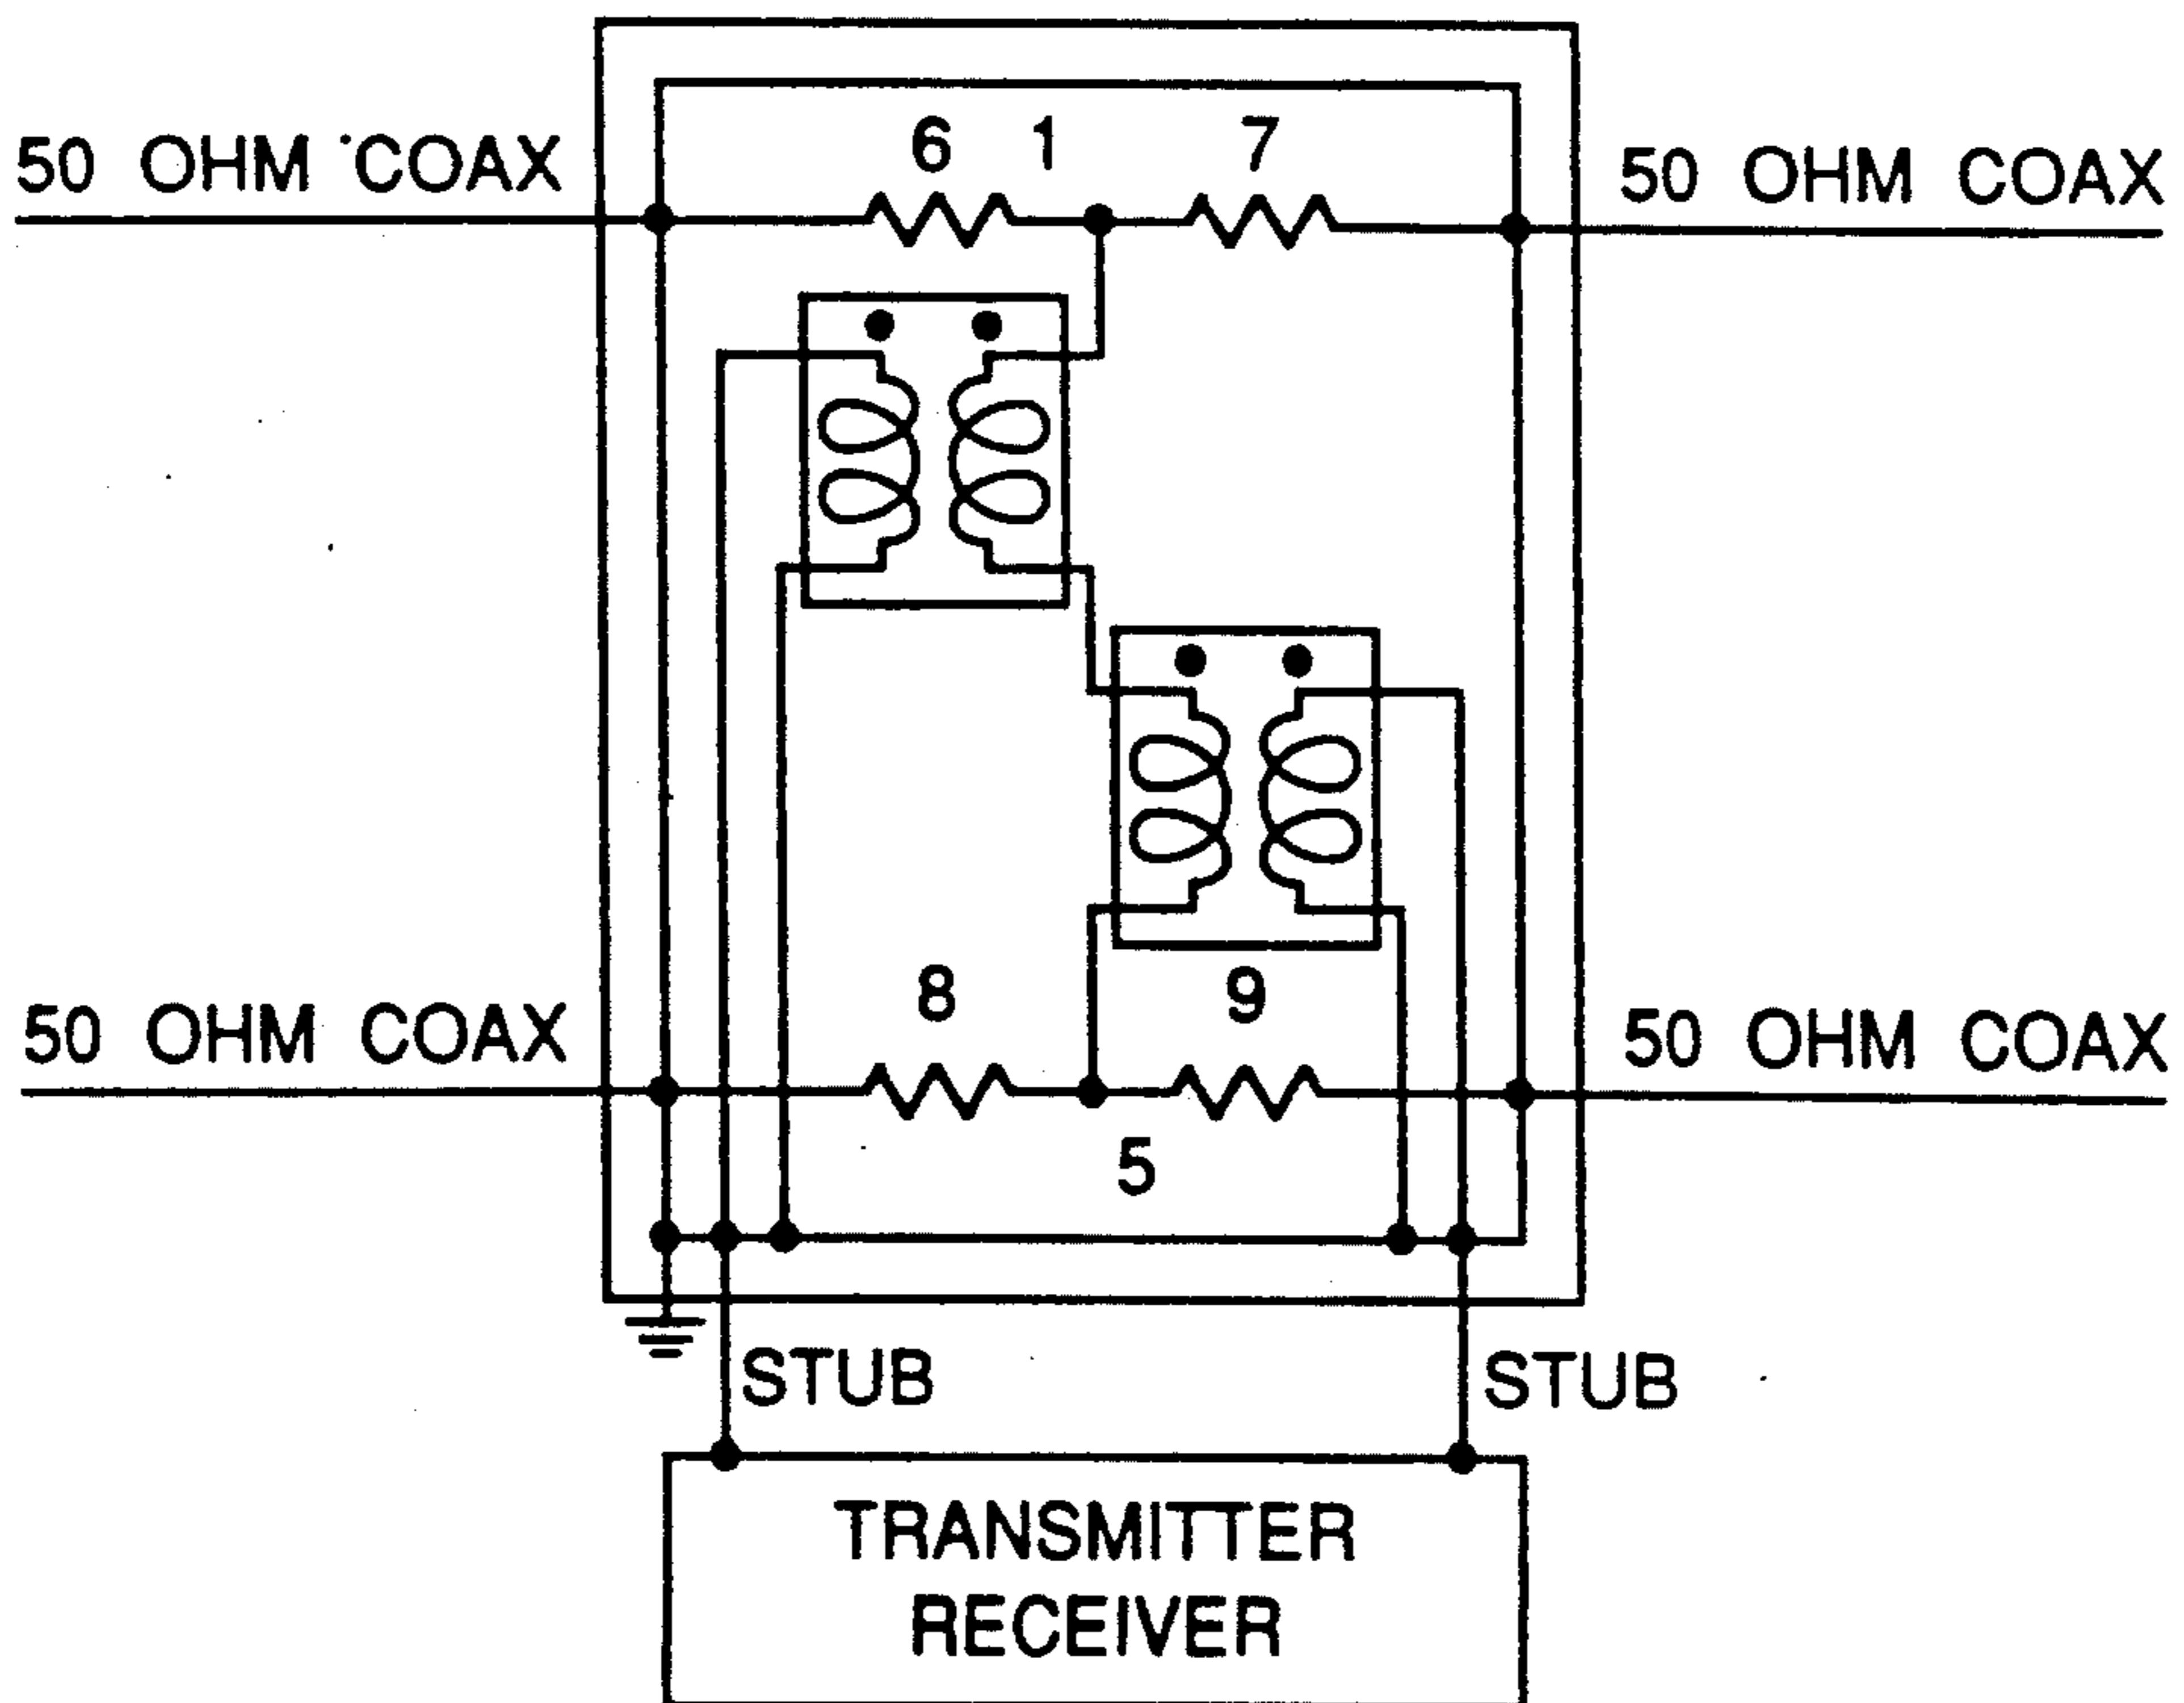 6 1 7
50 OHM COAX
50 OHM COAX
8 9
50 OHM COAX
50 OHM COAX
5
STUB
STUB
TRANSMITTER
RECEIVER